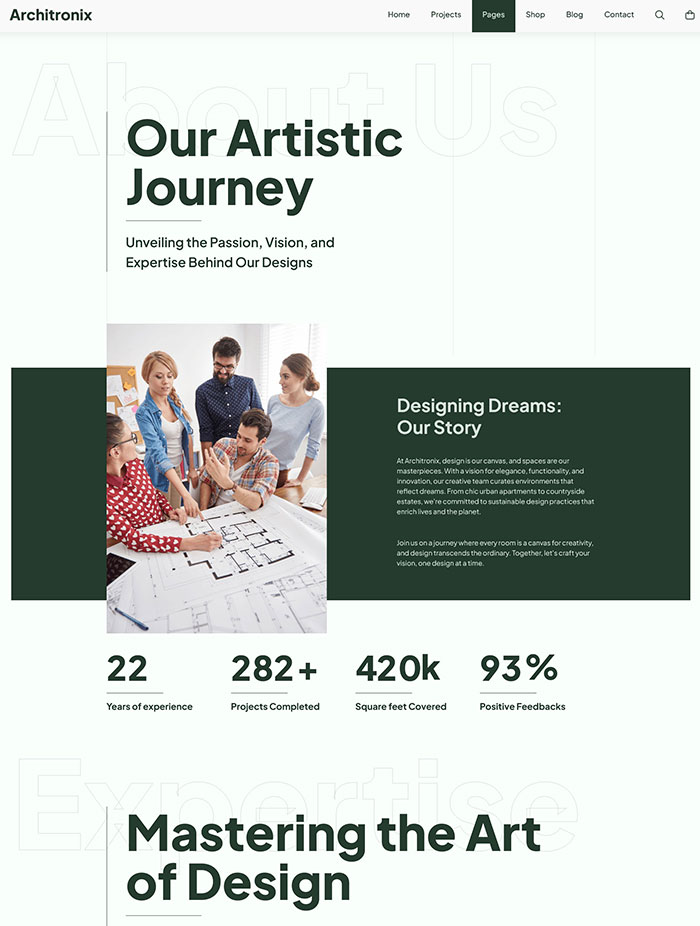 Architronix
Home Projects Pages Shop Blog Contact
About Us
Our Artistic
Journey
Unveiling the Passion, Vision, and
Expertise Behind Our Designs
Designing Dreams:
Our Story
At Architronix, design is our canvas, and spaces are our
masterpieces. With a vision for elegance, functionality, and
innovation, our creative team curates environments that
reflect dreams. From chic urban apartments to countryside
estates, we're committed to sustainable design practices that
enrich lives and the planet.
Join us on a journey where every room is a canvas for creativity,
and design transcends the ordinary. Together, let's craft your
vision, one design at a time.
22 282+ 420k 93%
Years of experience Projects Completed Square feet Covered Positive Feedbacks
Expertise
Mastering the Art
of Design